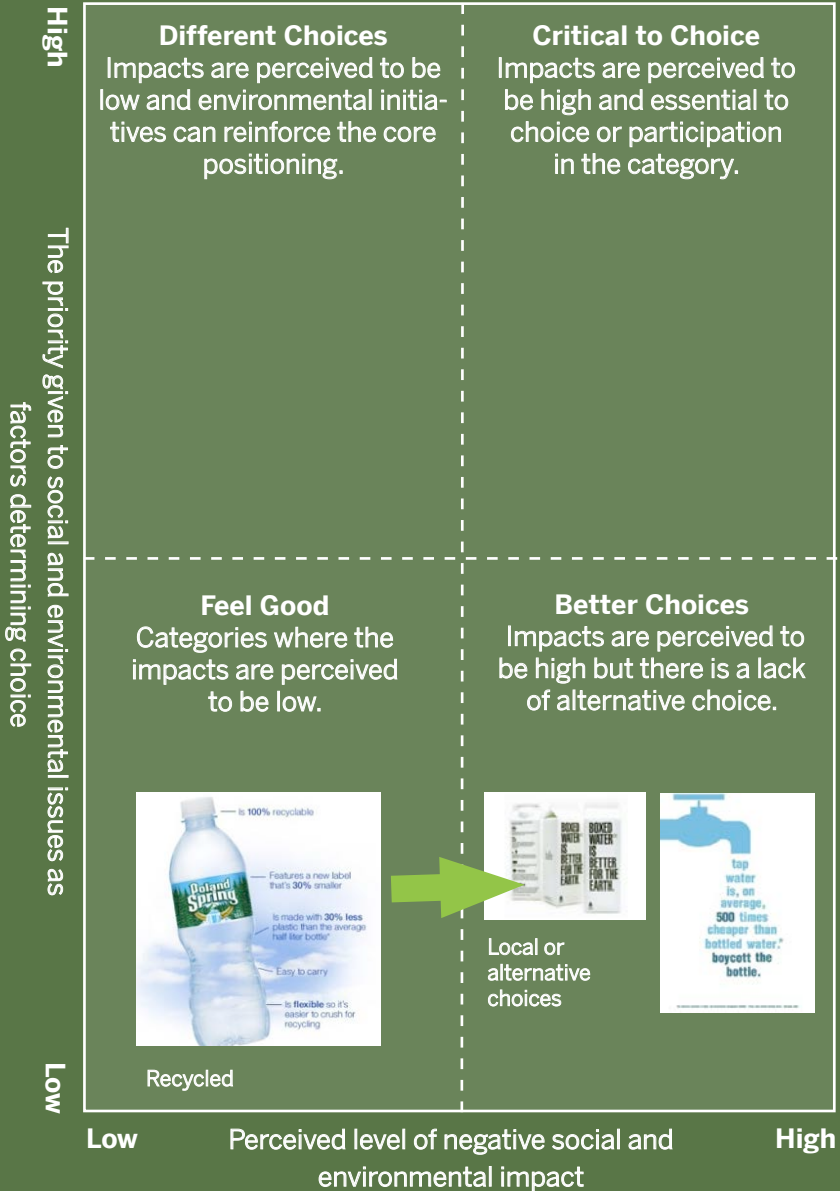 High
The priority given to social and environmental issues as
factors determining choice
Low
Different Choices
Impacts are perceived to be
low and environmental initia-
tives can reinforce the core
positioning.
Critical to Choice
Impacts are perceived to
be high and essential to
choice or participation
in the category.
Feel Good
Categories where the
impacts are perceived
to be low.
Is 100% recyclable
Features a new label
that's 30% smaller
Poland
Spring
Is made with 30% less
plastic than the average
half liter bottle*
Easy to carry
Is flexible so it's
easier to crush for
recycling
Recycled
Better Choices
Impacts are perceived to
be high but there is a lack
of alternative choice.
BOXED
WATER
IS
BETTER
FOR THE
EARTH.
BOXED
WATER
IS
BETTER
FOR THE
EARTH.
Local or
alternative
choices
tap
water
is, on
average,
500 times
cheaper than
bottled water.*
boycott the
bottle.
Low
Perceived level of negative social and
environmental impact
High